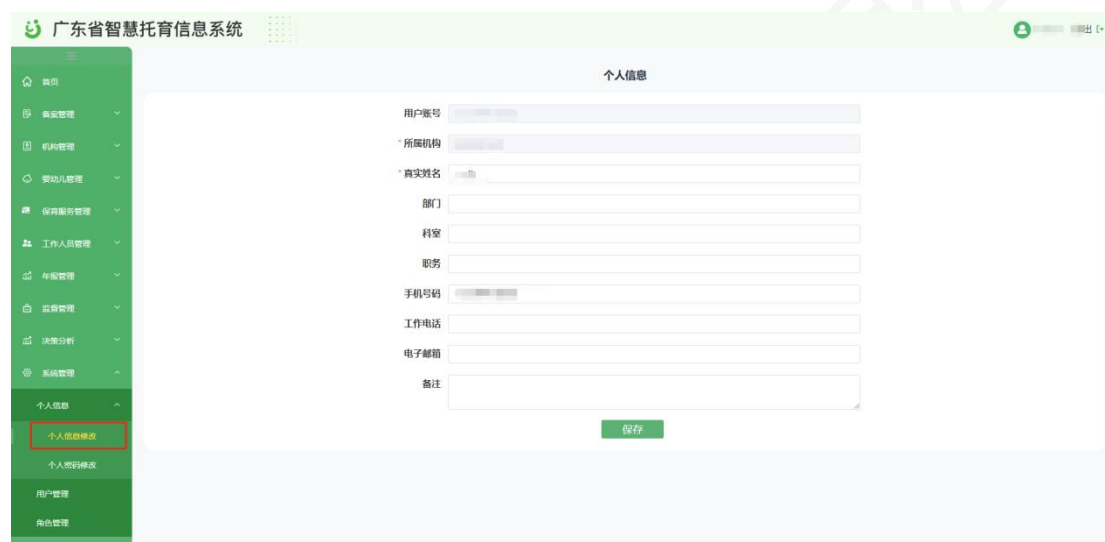 广东省智慧托育信息系统
出
首页
备案管理
机构管理
婴幼儿管理
保育服务管理
工作人员管理
年报管理
监督管理
决策分析
系统管理
个人信息
个人信息修改
个人密码修改
用户管理
角色管理
个人信息
用户账号
*所属机构
*真实姓名
部门
科室
职务
手机号码
工作电话
电子邮箱
备注
保存